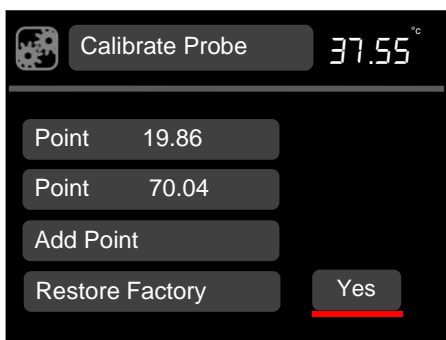 Calibrate Probe 37.55 °c
Point 19.86
Point 70.04
Add Point
Restore Factory Yes